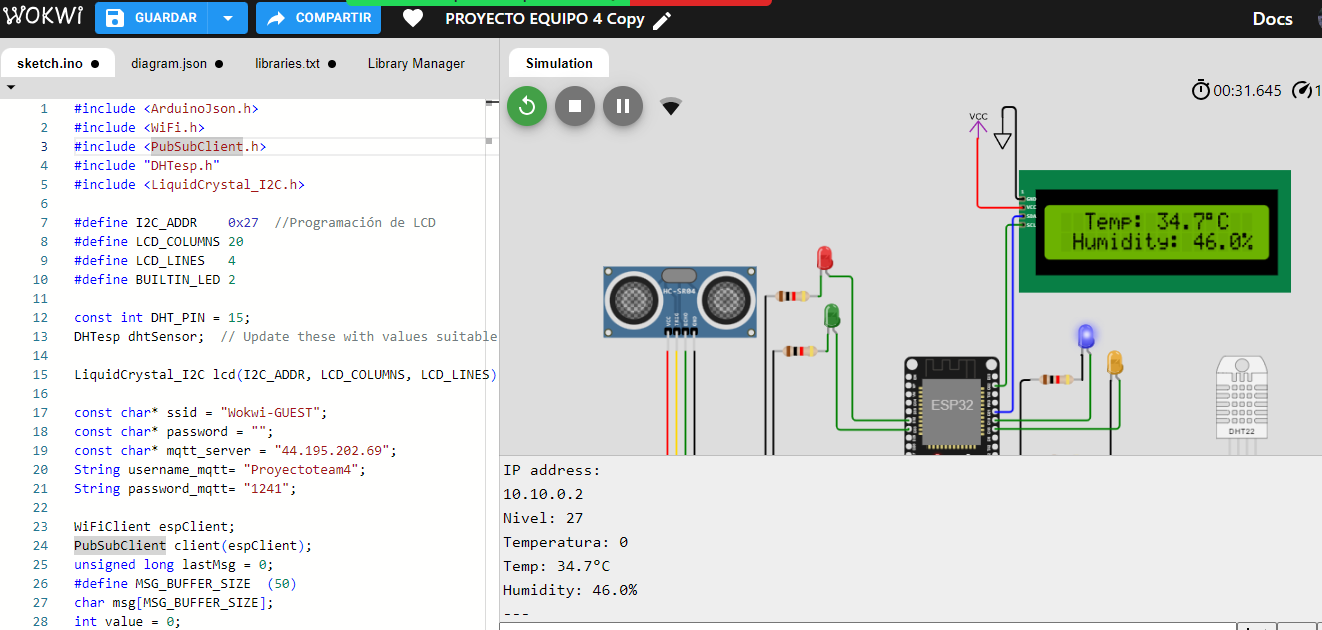 WOKWI GUARDAR COMPARTIR PROYECTO EQUIPO 4 Copy Docs
sketch.ino diagram.json libraries.txt Library Manager
1 #include <ArduinoJson.h>
2 #include <WiFi.h>
3 #include <PubSubClient.h>
4 #include "DHTesp.h"
5 #include <LiquidCrystal_I2C.h>
6
7 #define I2C_ADDR    0x27  //Programación de LCD
8 #define LCD_COLUMNS 20
9 #define LCD_LINES   4
10 #define BUILTIN_LED 2
11
12 const int DHT_PIN = 15;
13 DHTesp dhtSensor;  // Update these with values suitable
14
15 LiquidCrystal_I2C lcd(I2C_ADDR, LCD_COLUMNS, LCD_LINES)
16
17 const char* ssid = "Wokwi-GUEST";
18 const char* password = "";
19 const char* mqtt_server = "44.195.202.69";
20 String username_mqtt= "Proyectoteam4";
21 String password_mqtt= "1241";
22
23 WiFiClient espClient;
24 PubSubClient client(espClient);
25 unsigned long lastMsg = 0;
26 #define MSG_BUFFER_SIZE  (50)
27 char msg[MSG_BUFFER_SIZE];
28 int value = 0;
Simulation
00:31.645 1
VCC
1
GND
VCC
SDA
SCL
Temp: 34.7°C
Humidity: 46.0%
HC-SR04
VCC
TRIG
ECHO
GND
ESP32
DHT22
IP address:
10.10.0.2
Nivel: 27
Temperatura: 0
Temp: 34.7°C
Humidity: 46.0%
---